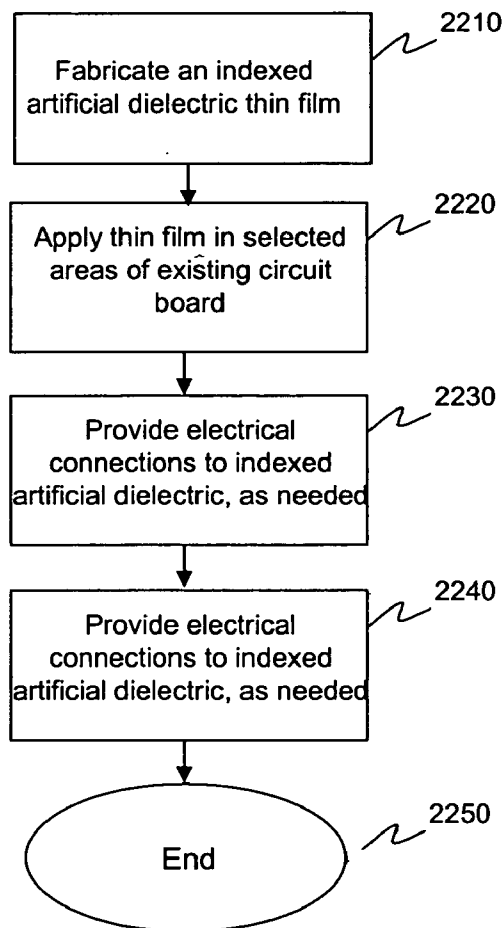 2210
Fabricate an indexed
artificial dielectric thin film
2220
Apply thin film in selected
areas of existing circuit
board
2230
Provide electrical
connections to indexed
artificial dielectric, as needed
2240
Provide electrical
connections to indexed
artificial dielectric, as needed
2250
End